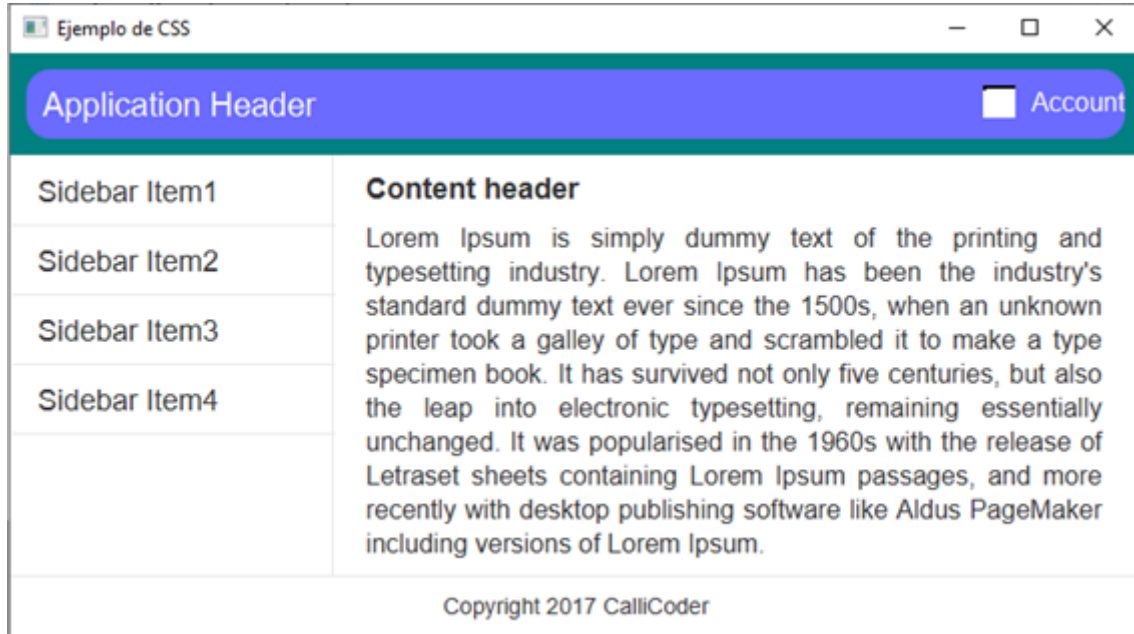 Ejemplo de CSS
Application Header
Account
Sidebar Item1
Sidebar Item2
Sidebar Item3
Sidebar Item4
Content header
Lorem Ipsum is simply dummy text of the printing and
typesetting industry. Lorem Ipsum has been the industry's
standard dummy text ever since the 1500s, when an unknown
printer took a galley of type and scrambled it to make a type
specimen book. It has survived not only five centuries, but also
the leap into electronic typesetting, remaining essentially
unchanged. It was popularised in the 1960s with the release of
Letraset sheets containing Lorem Ipsum passages, and more
recently with desktop publishing software like Aldus PageMaker
including versions of Lorem Ipsum.
Copyright 2017 CalliCoder